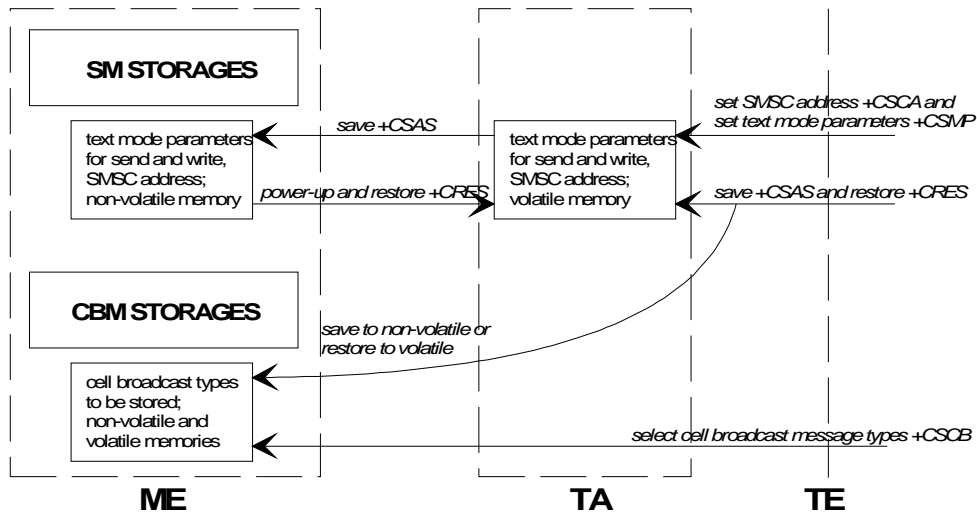 SM STORAGES
text mode parameters
for send and write,
SMSC address;
non-volatile memory
save +CSAS
power-up and restore +CRES
text mode parameters
for send and write,
SMSC address;
volatile memory
set SMSC address +CSCA and
set text mode parameters +CSMP
save +CSAS and restore +CRES
CBM STORAGES
save to non-volatile or
restore to volatile
cell broadcast types
to be stored;
non-volatile and
volatile memories
select cell broadcast message types +CSCB
ME
TA
TE